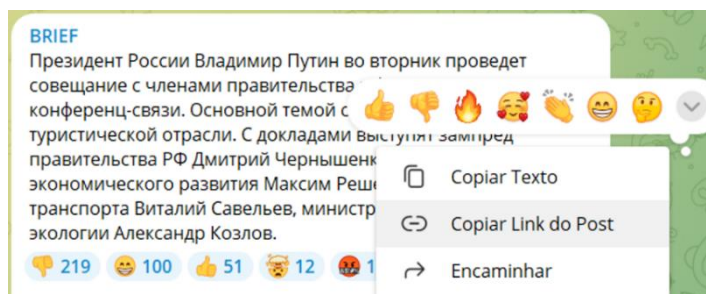 BRIEF
Президент России Владимир Путин во вторник проведет
совещание с членами правительства
конференц-связи. Основной темой
туристической отрасли. С докладами выступят зампред
правительства РФ Дмитрий
экономического развития Максим
транспорта Виталий Савельев, министр
экологии Александр Козлов.
219 100 51 12
Copiar Texto
Copiar Link do Post
Encaminhar